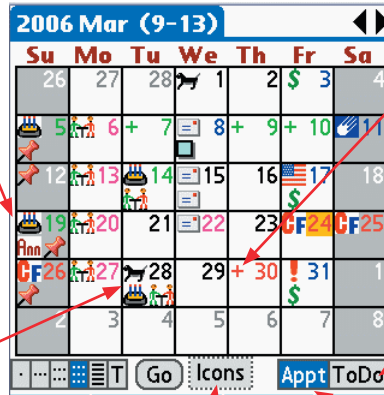 2006 Mar (9-13)
Su Mo Tu We Th Fr Sa
26 27 28 1 2 $ 3 4
5 6 + 7 8 + 9 + 10 11
12 13 14 15 16 17 18
$
19 20 21 22 23 CF 24 CF 25
Ann
CF 26 27 28 29 + 30 ! 31 1
$
2 3 4 5 6 7 8
T Go Icons Appt ToDo